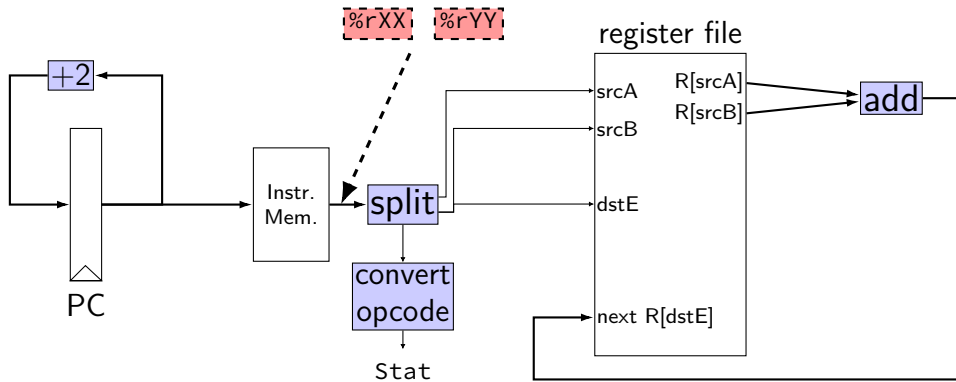 %rXX %rYY
register file
+2
srcA
srcB
dstE
next R[dstE]
R[srcA]
R[srcB]
add
Instr.
Mem.
split
convert
opcode
Stat
PC